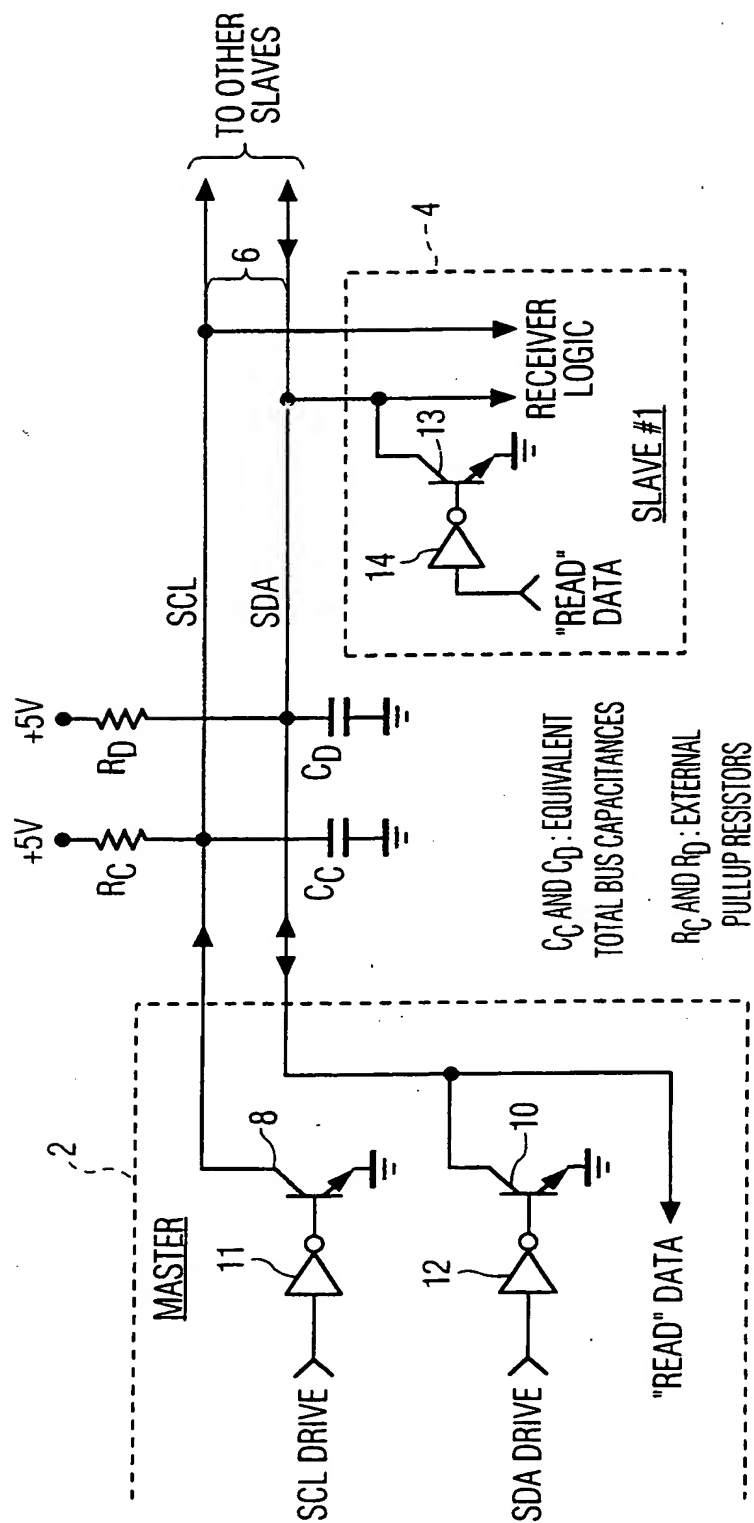 +5V
+5V
R_C
R_D
SCL
SDA
TO OTHER
SLAVES
6
C_C
C_D
2
MASTER
8
11
SCL DRIVE
10
12
SDA DRIVE
"READ" DATA
4
13
14
"READ"
DATA
RECEIVER
LOGIC
SLAVE #1
C_C AND C_D : EQUIVALENT
TOTAL BUS CAPACITANCES
R_C AND R_D : EXTERNAL
PULLUP RESISTORS